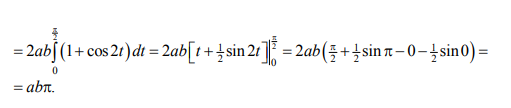 = 2ab∫₀^{π/2}(1 + cos 2t)dt = 2ab[t + ½ sin 2t]|₀^{π/2} = 2ab(π/2 + ½ sin π − 0 − ½ sin 0) =
= abπ.